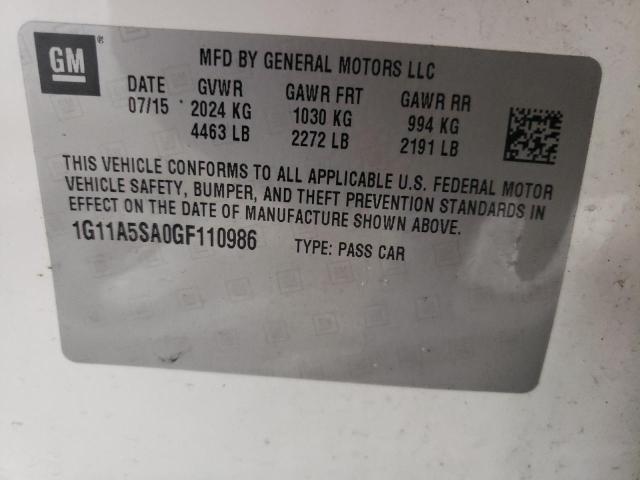 GM ®
MFD BY GENERAL MOTORS LLC
DATE GVWR GAWR FRT GAWR RR
07/15 2024 KG 1030 KG 994 KG
4463 LB 2272 LB 2191 LB
THIS VEHICLE CONFORMS TO ALL APPLICABLE U.S. FEDERAL MOTOR
VEHICLE SAFETY, BUMPER, AND THEFT PREVENTION STANDARDS IN
EFFECT ON THE DATE OF MANUFACTURE SHOWN ABOVE.
1G11A5SA0GF110986 TYPE: PASS CAR